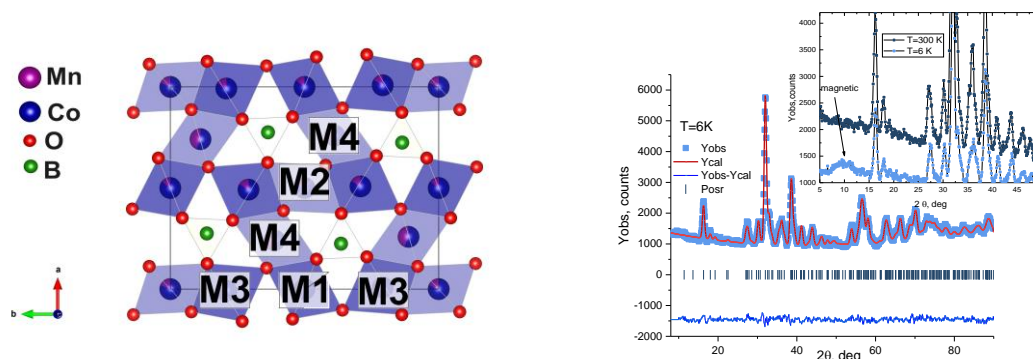 Mn
Co
O
B
a
b
M4
M2
M4
M3
M1
M3
T=6K
Yobs
Ycal
Yobs-Ycal
Posr
Yobs, counts
6000
5000
4000
3000
2000
1000
0
-1000
-2000
20
40
60
80
2θ, deg
T=300 K
T=6 K
magnetic
Yobs,counts
4000
3500
3000
2500
2000
1500
1000
5
10
15
20
25
30
35
40
45
2 θ, deg